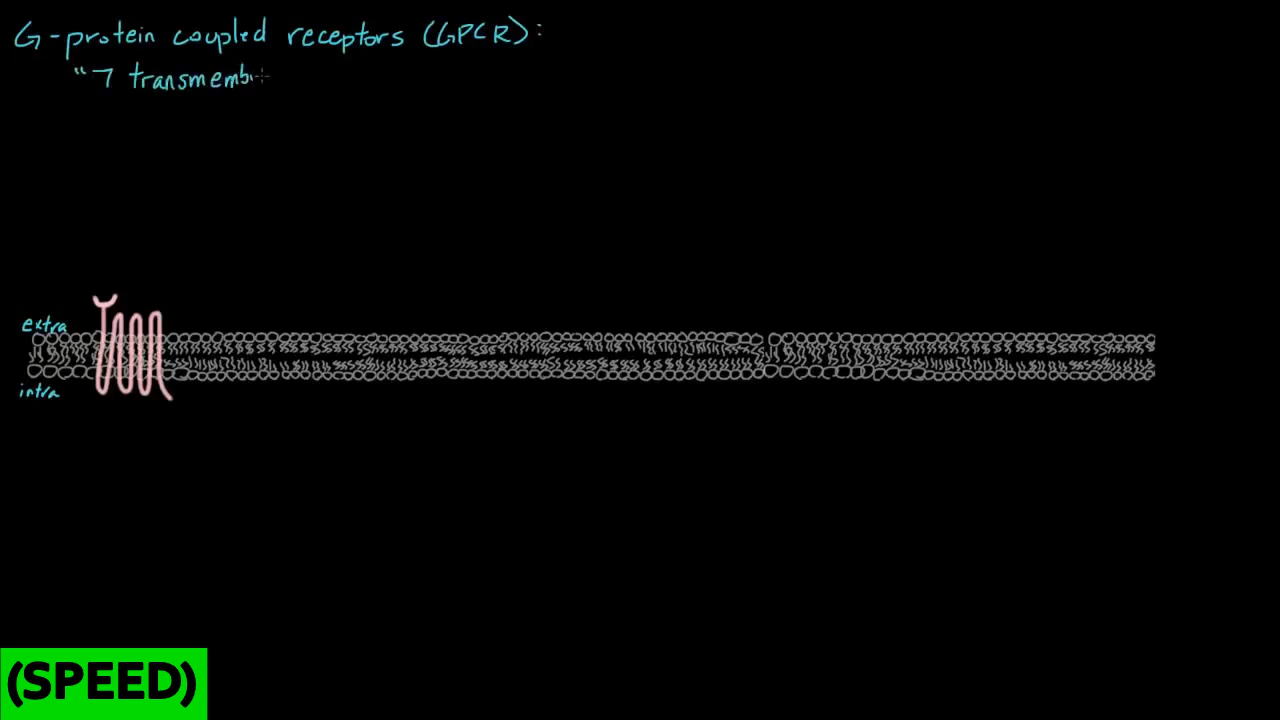 G-protein coupled receptors (GPCR):
"7 transmemb
extra
intra
(SPEED)